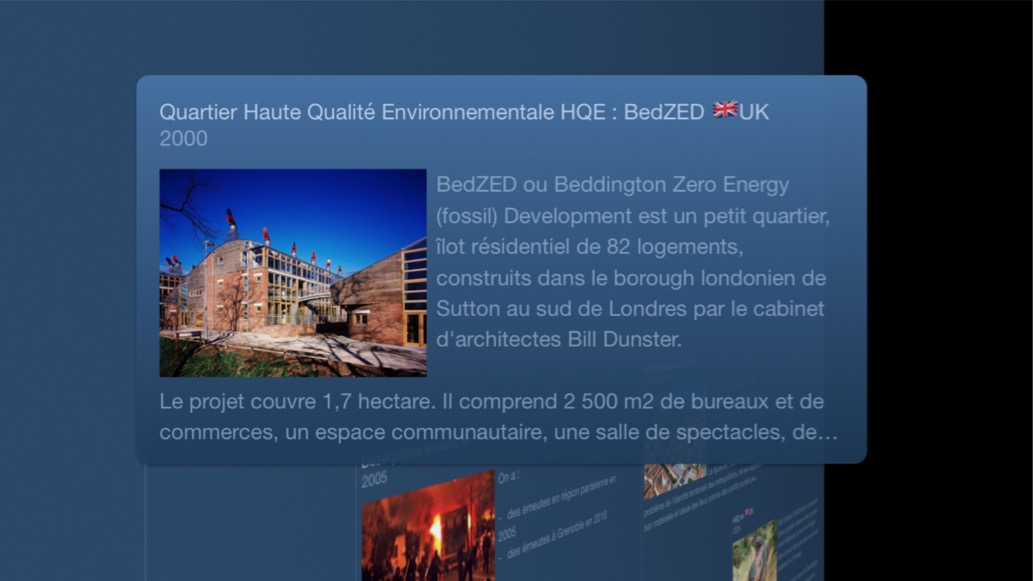 Quartier Haute Qualité Environnementale HQE : BedZED 🇬🇧UK
2000
BedZED ou Beddington Zero Energy
(fossil) Development est un petit quartier,
îlot résidentiel de 82 logements,
construits dans le borough londonien de
Sutton au sud de Londres par le cabinet
d'architectes Bill Dunster.
Le projet couvre 1,7 hectare. Il comprend 2 500 m2 de bureaux et de
commerces, un espace communautaire, une salle de spectacles, de…
2005
On a :
- des émeutes en région parisienne en
2005
- des émeutes à Grenoble en 2010